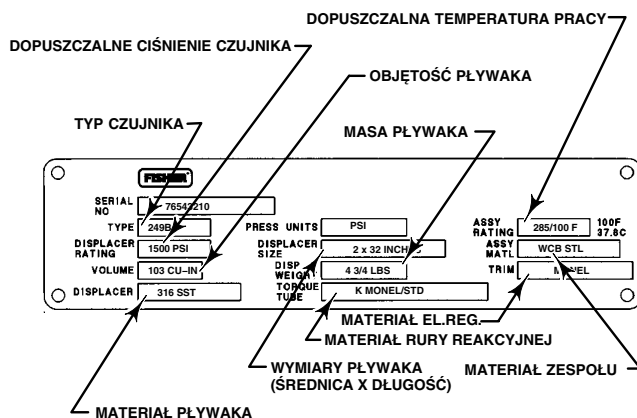 DOPUSZCZALNA TEMPERATURA PRACY
DOPUSZCZALNE CIŚNIENIE CZUJNIKA
OBJĘTOŚĆ PŁYWAKA
TYP CZUJNIKA
MASA PŁYWAKA
FISHER
SERIAL NO 76543210
TYPE 249B PRESS UNITS PSI ASSY RATING 285/100 F 100F 37.8C
DISPLACER RATING 1500 PSI DISPLACER SIZE 2 x 32 INCHES ASSY MATL WCB STL
VOLUME 103 CU–IN DISP WEIGHT 4 3/4 LBS TRIM MONEL
DISPLACER 316 SST TORQUE TUBE K MONEL/STD
MATERIAŁ EL.REG.
MATERIAŁ RURY REAKCYJNEJ
WYMIARY PŁYWAKA
(ŚREDNICA X DŁUGOŚĆ)
MATERIAŁ ZESPOŁU
MATERIAŁ PŁYWAKA